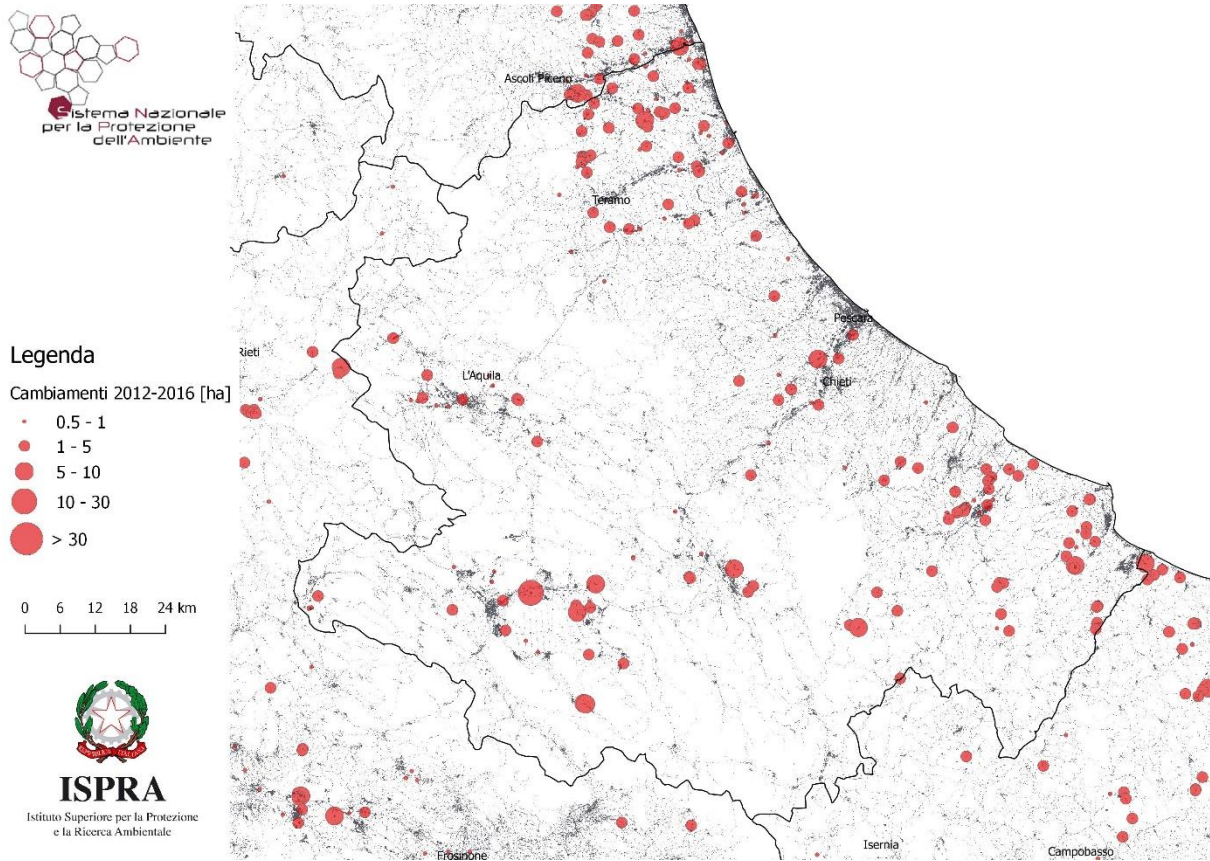 Sistema Nazionale
per la Protezione
dell'Ambiente
Legenda
Cambiamenti 2012-2016 [ha]
0.5 - 1
1 - 5
5 - 10
10 - 30
> 30
0 6 12 18 24 km
ISPRA
Istituto Superiore per la Protezione
e la Ricerca Ambientale
Ascoli Piceno
Teramo
Pescara
Rieti
L'Aquila
Chieti
Frosinone
Isernia
Campobasso